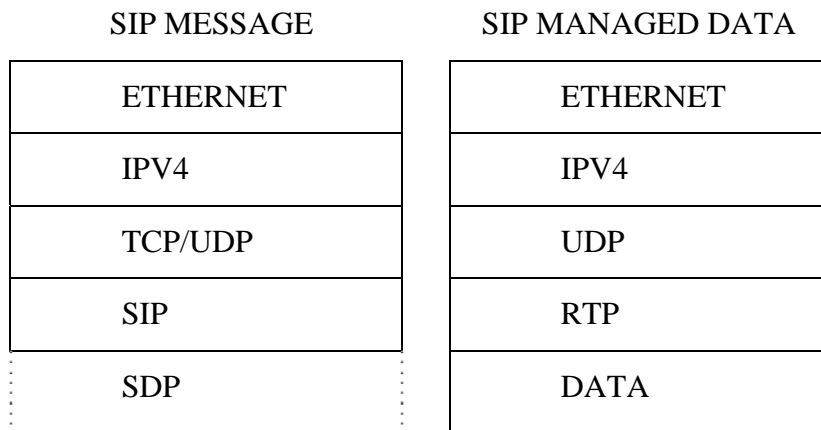 SIP MESSAGE
ETHERNET
IPV4
TCP/UDP
SIP
SDP
SIP MANAGED DATA
ETHERNET
IPV4
UDP
RTP
DATA